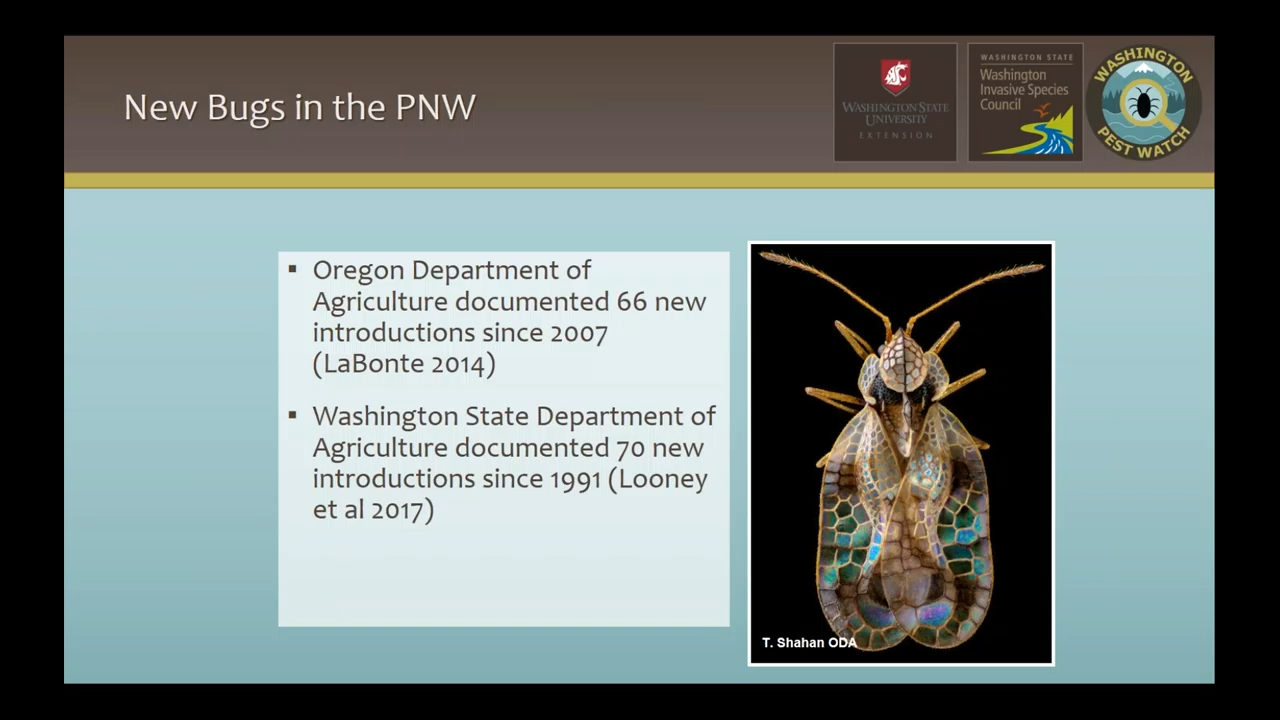 New Bugs in the PNW
WASHINGTON STATE
UNIVERSITY
EXTENSION
WASHINGTON STATE
Washington
Invasive Species
Council
WASHINGTON
PEST WATCH
▪ Oregon Department of
Agriculture documented 66 new
introductions since 2007
(LaBonte 2014)
▪ Washington State Department of
Agriculture documented 70 new
introductions since 1991 (Looney
et al 2017)
T. Shahan ODA